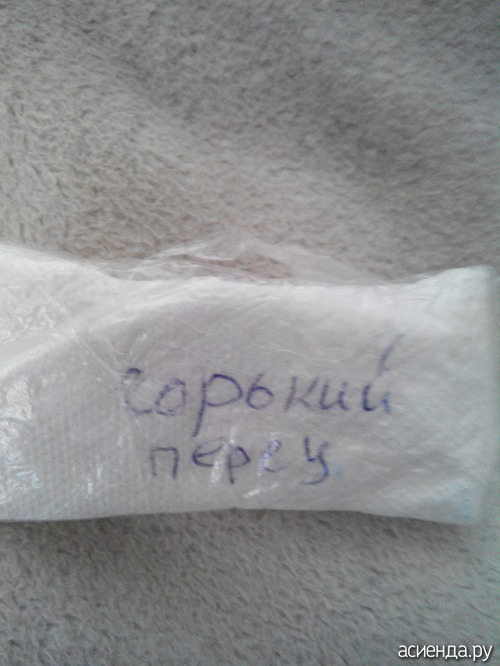 горький
перец
асиенда.ру